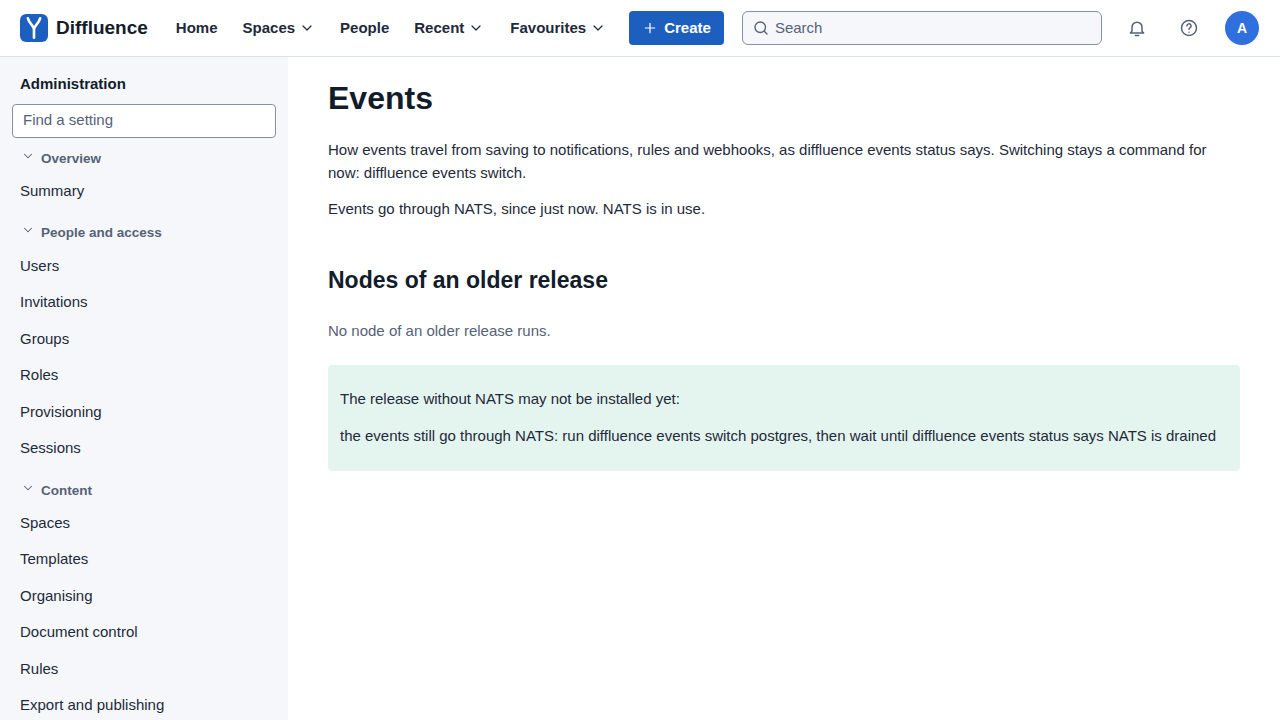 Diffluence
Home
Spaces
People
Recent
Favourites
Create
Search
A
Administration
Find a setting
Overview
Summary
People and access
Users
Invitations
Groups
Roles
Provisioning
Sessions
Content
Spaces
Templates
Organising
Document control
Rules
Export and publishing
Events
How events travel from saving to notifications, rules and webhooks, as diffluence events status says. Switching stays a command for
now: diffluence events switch.
Events go through NATS, since just now. NATS is in use.
Nodes of an older release
No node of an older release runs.
The release without NATS may not be installed yet:
the events still go through NATS: run diffluence events switch postgres, then wait until diffluence events status says NATS is drained